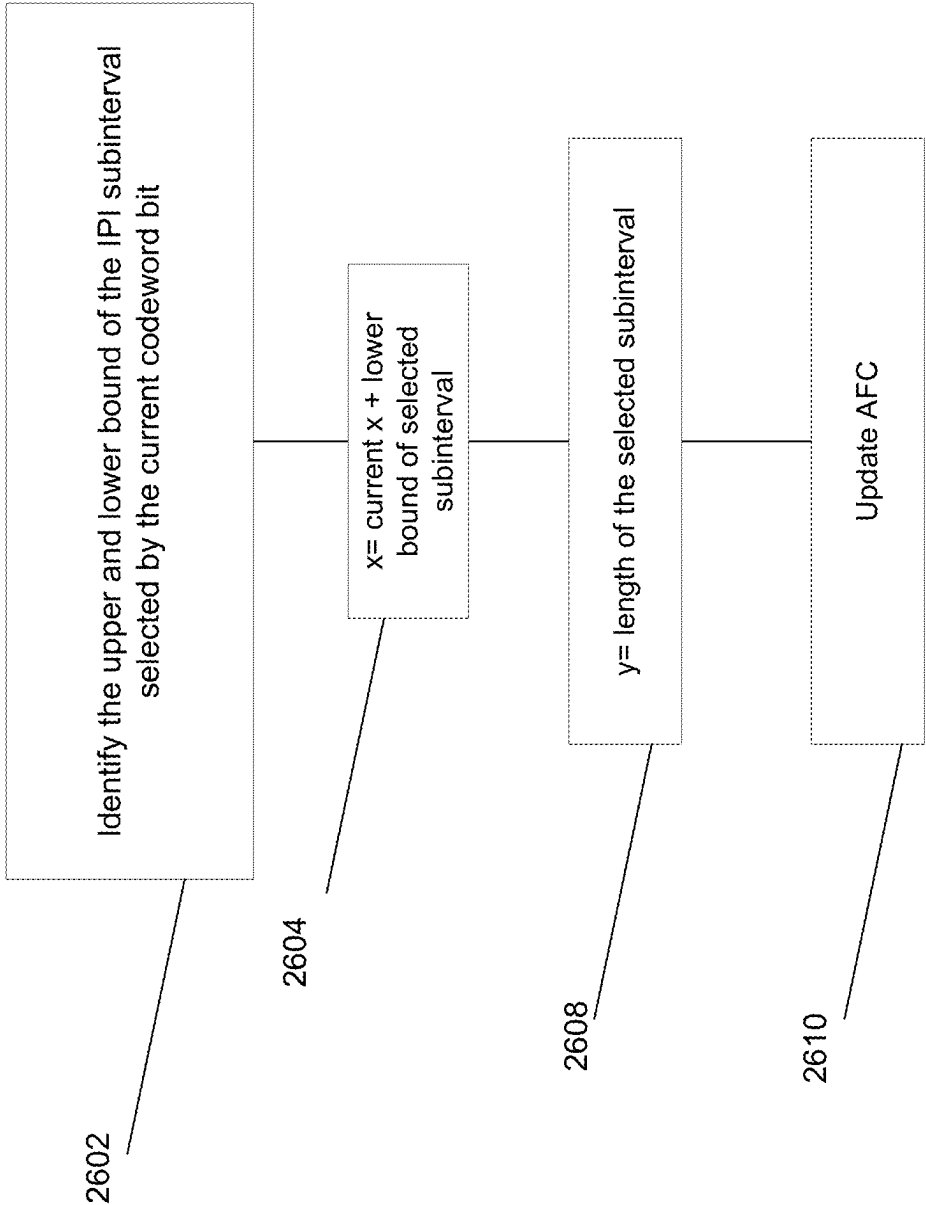 Identify the upper and lower bound of the IPI subinterval
selected by the current codeword bit
2602
x= current x + lower
bound of selected
subinterval
2604
y= length of the selected subinterval
2608
Update AFC
2610